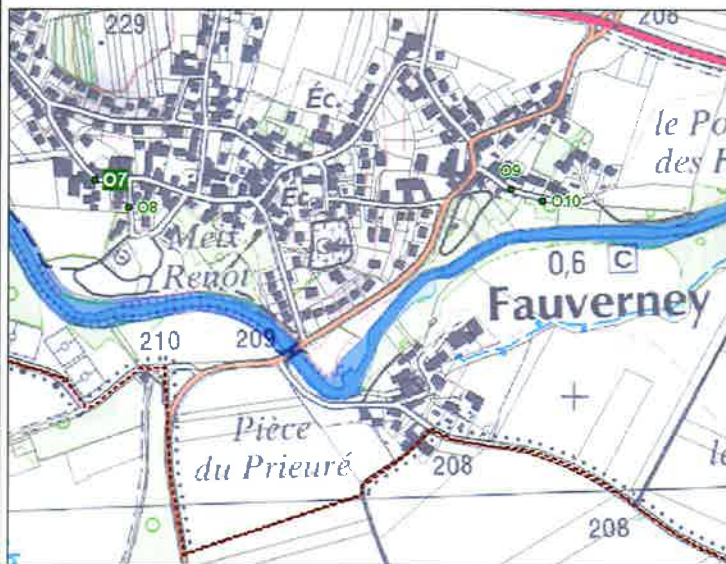 229
208
Éc.
le
des
O7
O9
O10
O8
Éc.
Meix
Renot
0,6 C
Fauverney
210
209
Pièce
du Prieuré
208
208